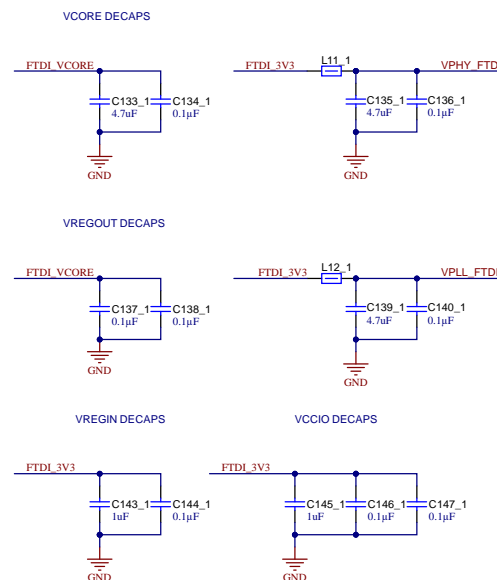 VCORE DECAPS
FTDI_VCORE
C133_1
4.7uF
C134_1
0.1µF
GND
FTDI_3V3
L11_1
VPHY_FTD
C135_1
4.7uF
C136_1
0.1µF
GND
VREGOUT DECAPS
FTDI_VCORE
C137_1
0.1µF
C138_1
0.1µF
GND
FTDI_3V3
L12_1
VPLL_FTDI
C139_1
4.7uF
C140_1
0.1µF
GND
VREGIN DECAPS
FTDI_3V3
C143_1
1uF
C144_1
0.1µF
GND
VCCIO DECAPS
FTDI_3V3
C145_1
1uF
C146_1
0.1µF
C147_1
0.1µF
GND